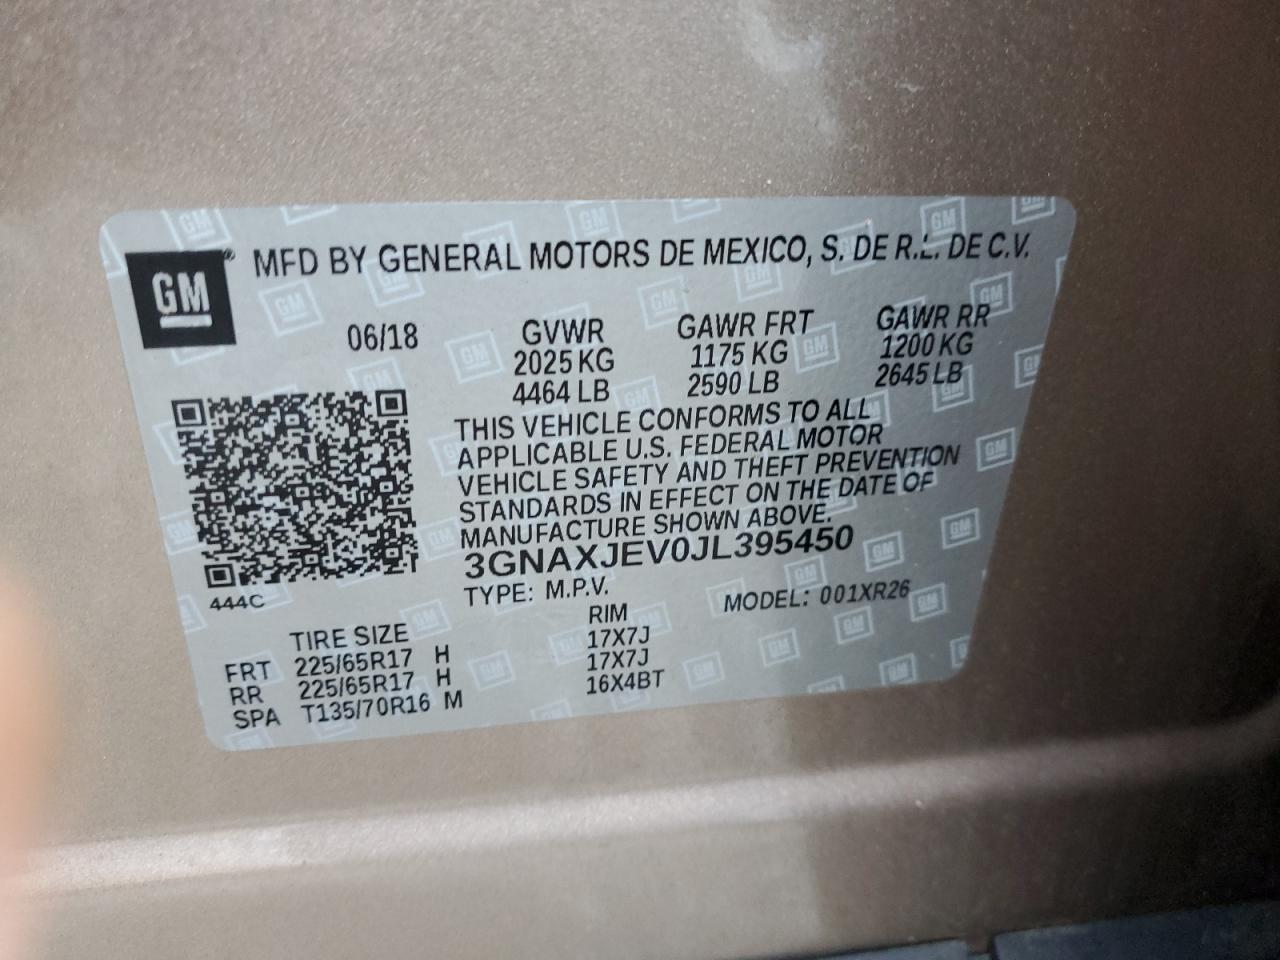 GM® MFD BY GENERAL MOTORS DE MEXICO, S. DE R.L. DE C.V.
06/18 GVWR GAWR FRT GAWR RR
2025 KG 1175 KG 1200 KG
4464 LB 2590 LB 2645 LB
THIS VEHICLE CONFORMS TO ALL
APPLICABLE U.S. FEDERAL MOTOR
VEHICLE SAFETY AND THEFT PREVENTION
STANDARDS IN EFFECT ON THE DATE OF
MANUFACTURE SHOWN ABOVE.
3GNAXJEV0JL395450
444C TYPE: M.P.V. MODEL: 001XR26
TIRE SIZE RIM
FRT 225/65R17 H 17X7J
RR 225/65R17 H 17X7J
SPA T135/70R16 M 16X4BT